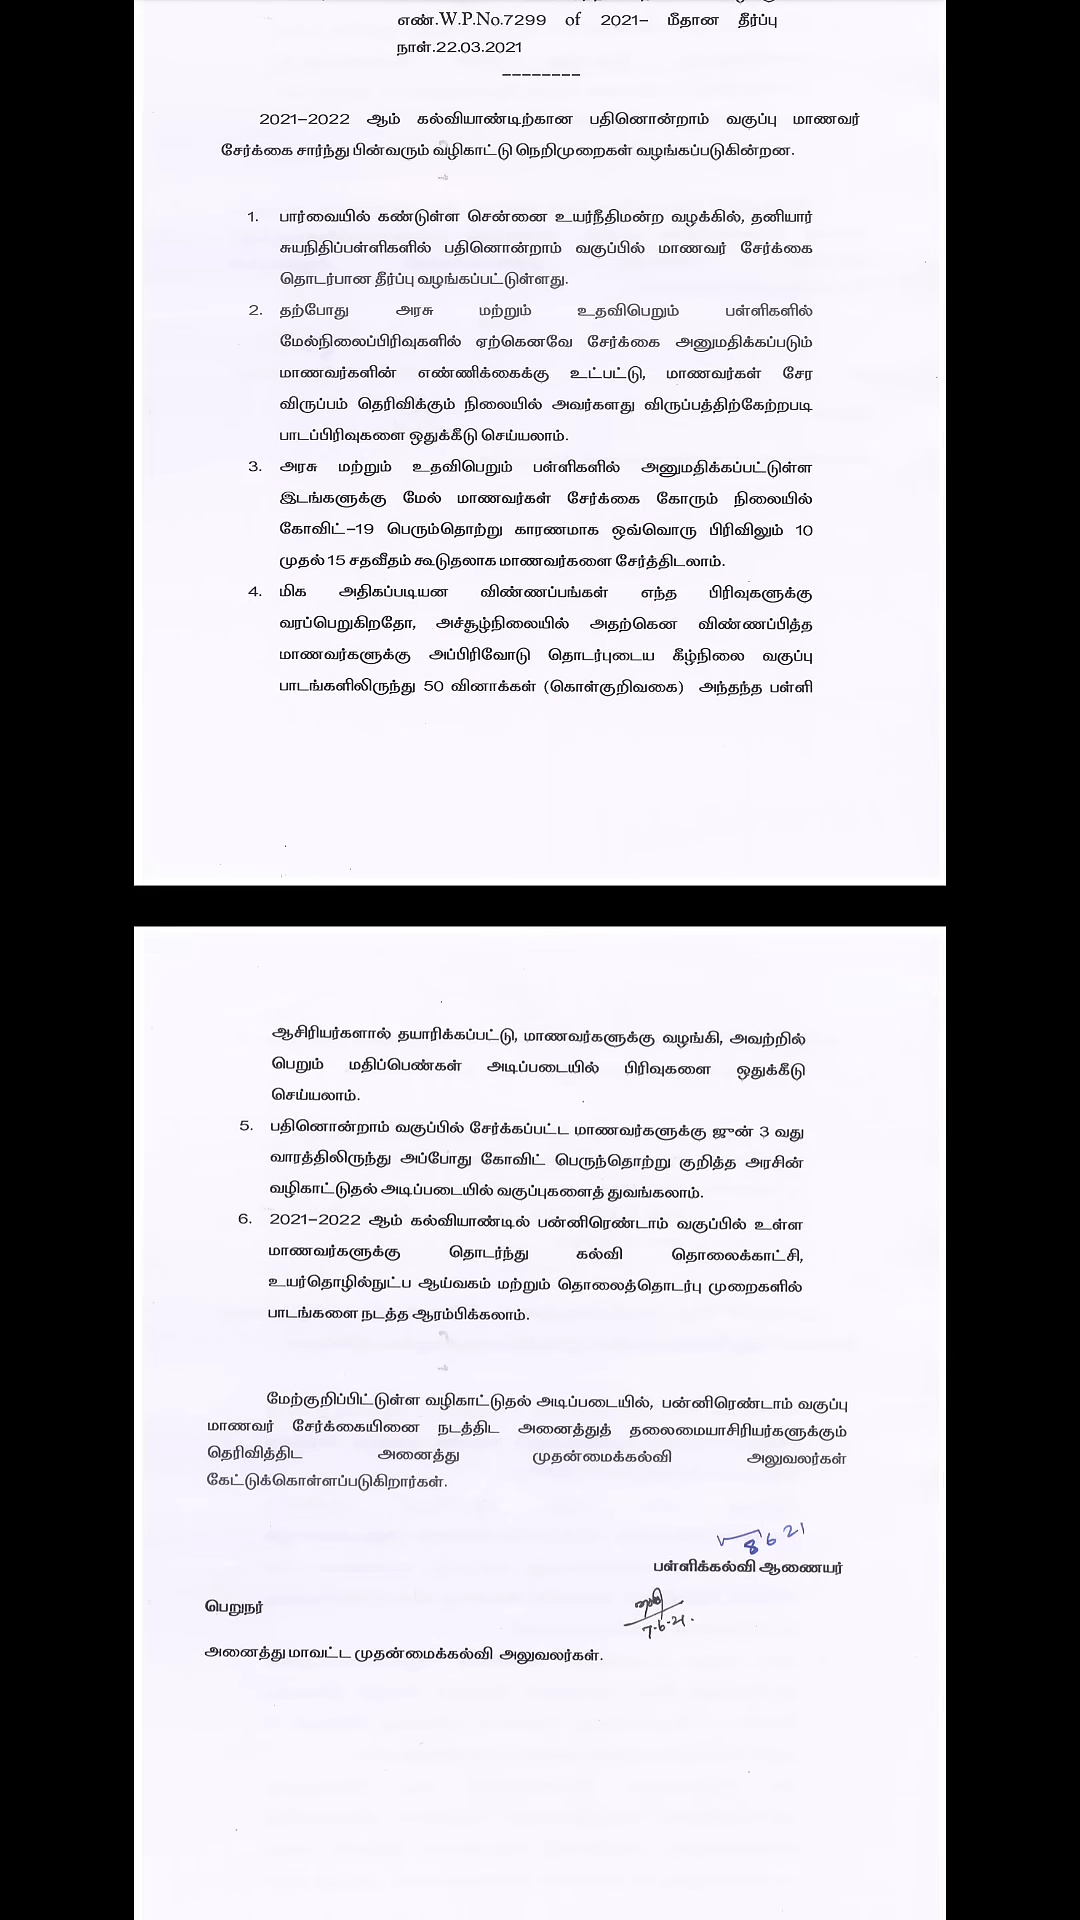 எண்.W.P.No.7299 of 2021– மீதான தீர்ப்பு
நாள்.22.03.2021
--------
2021–2022 ஆம் கல்வியாண்டிற்கான பதினொன்றாம் வகுப்பு மாணவர்
சேர்க்கை சார்ந்து பின்வரும் வழிகாட்டு நெறிமுறைகள் வழங்கப்படுகின்றன.
1. பார்வையில் கண்டுள்ள சென்னை உயர்நீதிமன்ற வழக்கில், தனியார்
சுயநிதிப்பள்ளிகளில் பதினொன்றாம் வகுப்பில் மாணவர் சேர்க்கை
தொடர்பான தீர்ப்பு வழங்கப்பட்டுள்ளது.
2. தற்போது அரசு மற்றும் உதவிபெறும் பள்ளிகளில்
மேல்நிலைப்பிரிவுகளில் ஏற்கெனவே சேர்க்கை அனுமதிக்கப்படும்
மாணவர்களின் எண்ணிக்கைக்கு உட்பட்டு, மாணவர்கள் சேர
விருப்பம் தெரிவிக்கும் நிலையில் அவர்களது விருப்பத்திற்கேற்றபடி
பாடப்பிரிவுகளை ஒதுக்கீடு செய்யலாம்.
3. அரசு மற்றும் உதவிபெறும் பள்ளிகளில் அனுமதிக்கப்பட்டுள்ள
இடங்களுக்கு மேல் மாணவர்கள் சேர்க்கை கோரும் நிலையில்
கோவிட்–19 பெரும்தொற்று காரணமாக ஒவ்வொரு பிரிவிலும் 10
முதல் 15 சதவீதம் கூடுதலாக மாணவர்களை சேர்த்திடலாம்.
4. மிக அதிகப்படியன விண்ணப்பங்கள் எந்த பிரிவுகளுக்கு
வரப்பெறுகிறதோ, அச்சூழ்நிலையில் அதற்கென விண்ணப்பித்த
மாணவர்களுக்கு அப்பிரிவோடு தொடர்புடைய கீழ்நிலை வகுப்பு
பாடங்களிலிருந்து 50 வினாக்கள் (கொள்குறிவகை) அந்தந்த பள்ளி
ஆசிரியர்களால் தயாரிக்கப்பட்டு, மாணவர்களுக்கு வழங்கி, அவற்றில்
பெறும் மதிப்பெண்கள் அடிப்படையில் பிரிவுகளை ஒதுக்கீடு
செய்யலாம்.
5. பதினொன்றாம் வகுப்பில் சேர்க்கப்பட்ட மாணவர்களுக்கு ஜுன் 3 வது
வாரத்திலிருந்து அப்போது கோவிட் பெருந்தொற்று குறித்த அரசின்
வழிகாட்டுதல் அடிப்படையில் வகுப்புகளைத் துவங்கலாம்.
6. 2021–2022 ஆம் கல்வியாண்டில் பன்னிரெண்டாம் வகுப்பில் உள்ள
மாணவர்களுக்கு தொடர்ந்து கல்வி தொலைக்காட்சி,
உயர்தொழில்நுட்ப ஆய்வகம் மற்றும் தொலைத்தொடர்பு முறைகளில்
பாடங்களை நடத்த ஆரம்பிக்கலாம்.
மேற்குறிப்பிட்டுள்ள வழிகாட்டுதல் அடிப்படையில், பன்னிரெண்டாம் வகுப்பு
மாணவர் சேர்க்கையினை நடத்திட அனைத்துத் தலைமையாசிரியர்களுக்கும்
தெரிவித்திட அனைத்து முதன்மைக்கல்வி அலுவலர்கள்
கேட்டுக்கொள்ளப்படுகிறார்கள்.
8 6 21
பள்ளிக்கல்வி ஆணையர்
பெறுநர்
7-6-21.
அனைத்து மாவட்ட முதன்மைக்கல்வி அலுவலர்கள்.